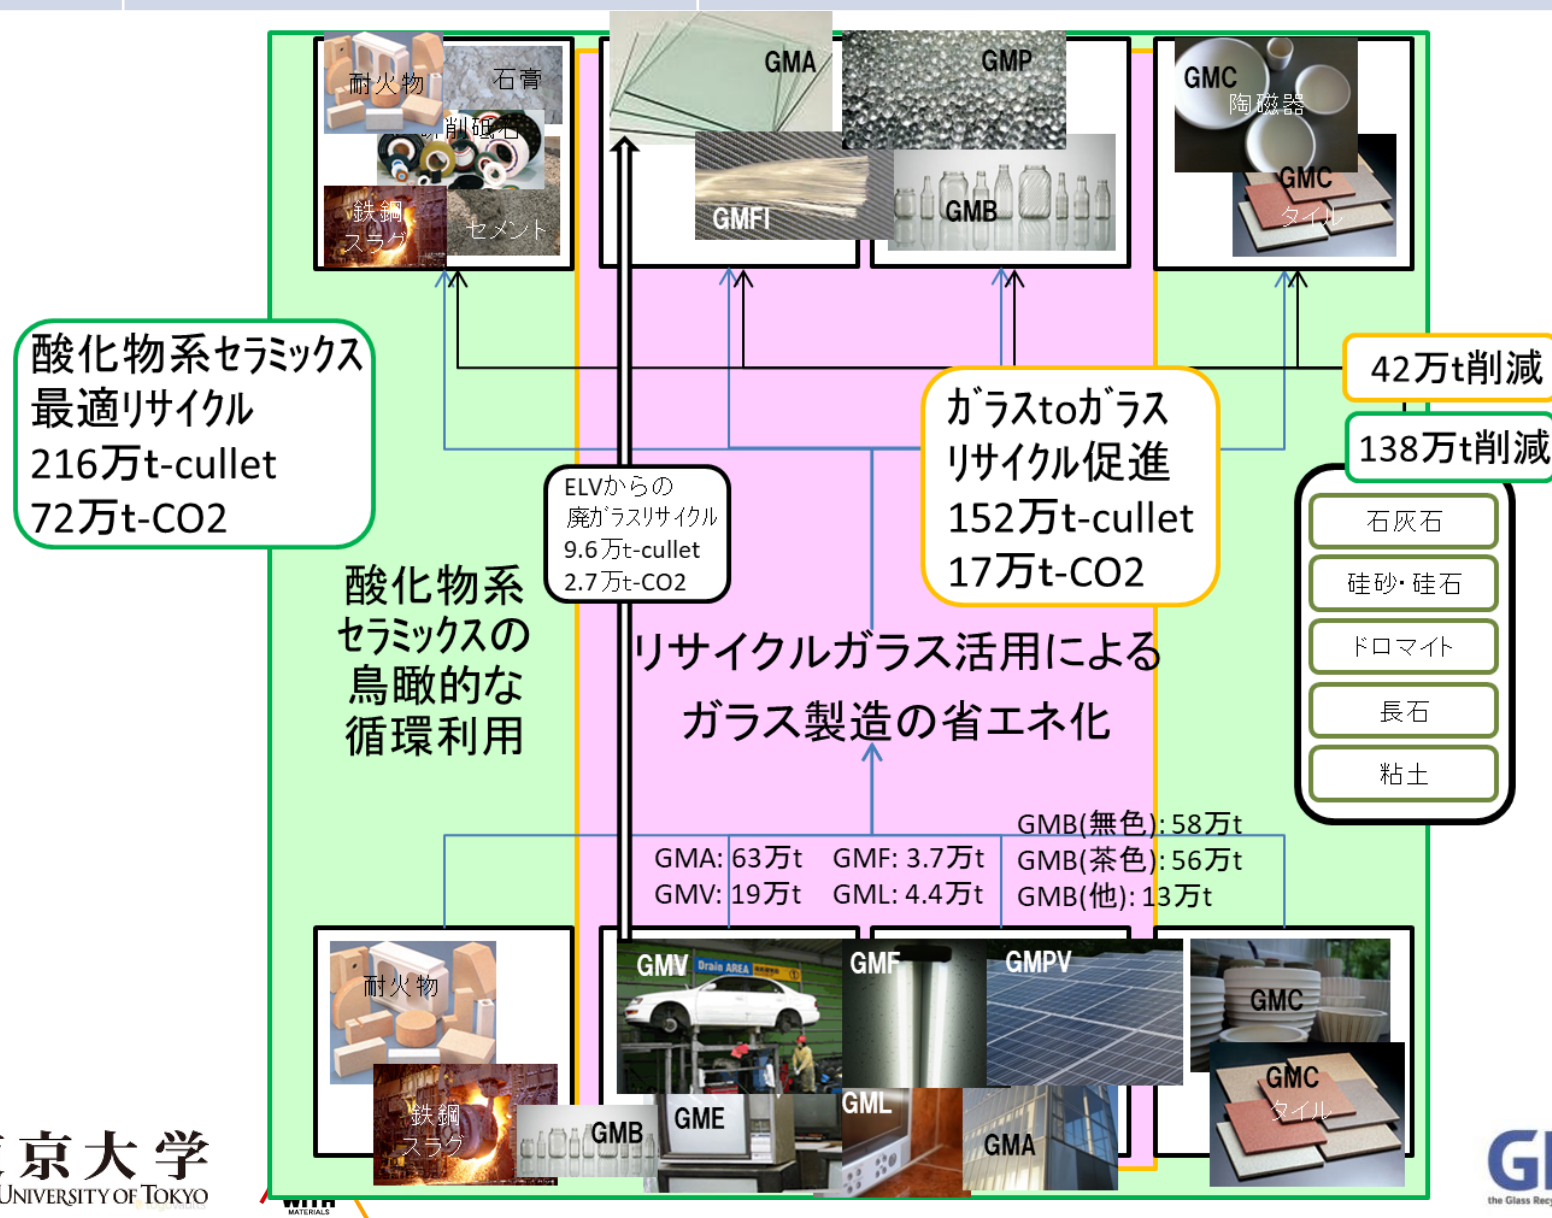 耐火物
石膏
削砥石
鉄鋼
スラグ
セメント
GMA
GMP
GMFI
GMB
GMC
陶磁器
GMC
タイル
酸化物系セラミックス
最適リサイクル
216万t-cullet
72万t-CO2
ガラスtoガラス
リサイクル促進
152万t-cullet
17万t-CO2
42万t削減
138万t削減
石灰石
硅砂・硅石
ドロマイト
長石
粘土
ELVからの
廃ガラスリサイクル
9.6万t-cullet
2.7万t-CO2
酸化物系
セラミックスの
鳥瞰的な
循環利用
リサイクルガラス活用による
ガラス製造の省エネ化
GMA: 63万t
GMV: 19万t
GMF: 3.7万t
GML: 4.4万t
GMB(無色): 58万t
GMB(茶色): 56万t
GMB(他): 13万t
耐火物
鉄鋼
スラグ
GMB
GMV
Drain AREA
GMF
GMPV
GME
GML
GMA
GMC
GMC
タイル
京大学
UNIVERSITY OF TOKYO
WITH
MATERIALS
the Glass Recy